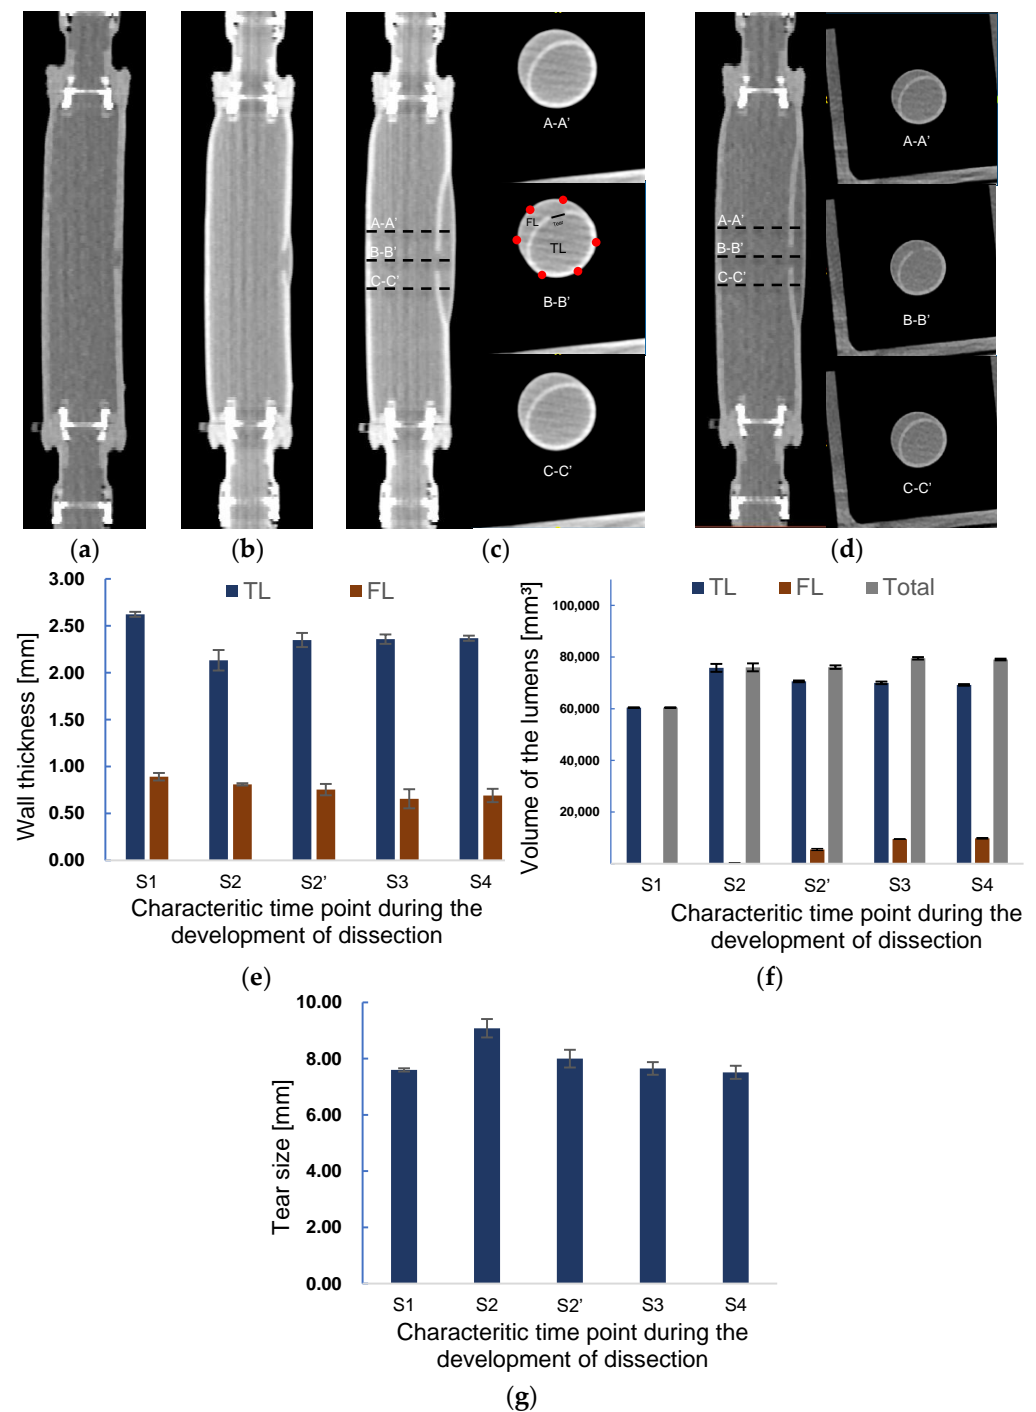 A-A'
FL
Tear
TL
B-B'
C-C'
A-A'
B-B'
C-C'
A-A'
B-B'
C-C'
A-A'
B-B'
C-C'
(a)
(b)
(c)
(d)
3.00
2.50
2.00
1.50
1.00
0.50
0.00
TL FL
Wall thickness [mm]
S1 S2 S2’ S3 S4
Characteritic time point during the
development of dissection
(e)
TL FL Total
100,000
80,000
60,000
40,000
20,000
Volume of the lumens [mm³]
S1 S2 S2’ S3 S4
Characteritic time point during the
development of dissection
(f)
10.00
8.00
6.00
4.00
2.00
0.00
Tear size [mm]
S1 S2 S2’ S3 S4
Characteritic time point during the
development of dissection
(g)